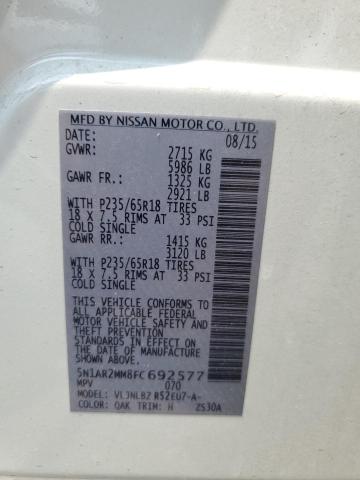 MFD BY NISSAN MOTOR CO., LTD.
DATE: 08/15
GVWR: 2715 KG
5986 LB
GAWR FR.: 1325 KG
2921 LB
WITH P235/65R18 TIRES
18 X 7.5 RIMS AT 33 PSI
COLD SINGLE
GAWR RR.: 1415 KG
3120 LB
WITH P235/65R18 TIRES
18 X 7.5 RIMS AT 33 PSI
COLD SINGLE
THIS VEHICLE CONFORMS TO
ALL APPLICABLE FEDERAL
MOTOR VEHICLE SAFETY AND
THEFT PREVENTION
STANDARDS IN EFFECT ON
THE DATE OF MANUFACTURE
SHOWN ABOVE.
5N1AR2MM8FC692577
MPV 070
MODEL: VLJNLBZ R52EU7-A-
COLOR: QAK TRIM: H ZS30A